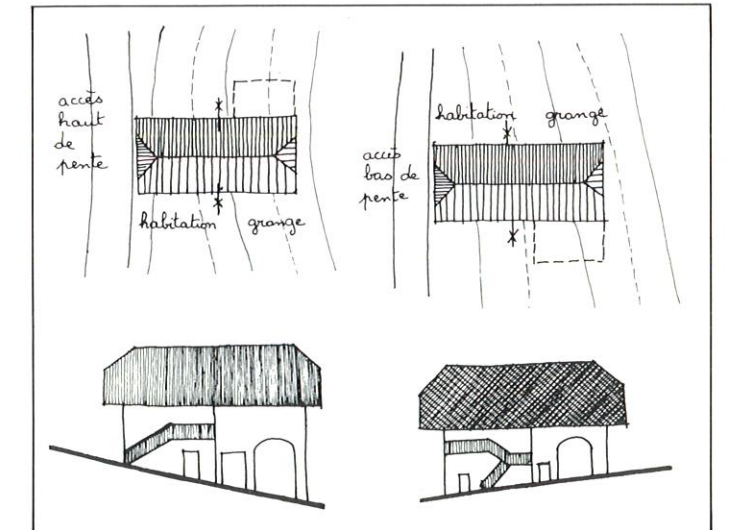 accès
haut
de
pente
habitation grange
habitation grange
accès
bas de
pente